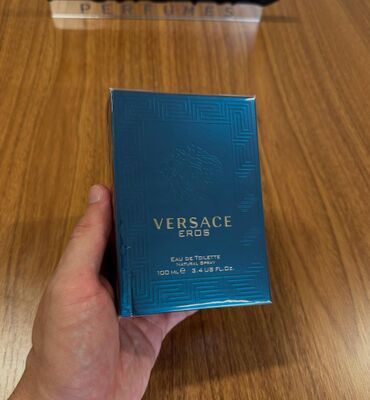 PERFUMES
VERSACE
EROS
EAU DE TOILETTE
NATURAL SPRAY
100 ML ℮ 3.4 US FL.OZ.